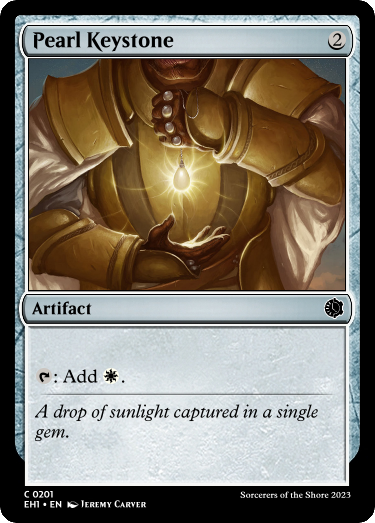 Pearl Keystone 2
Artifact
: Add .
A drop of sunlight captured in a single
gem.
C 0201
EH1 • EN Jeremy Carver
Sorcerers of the Shore 2023